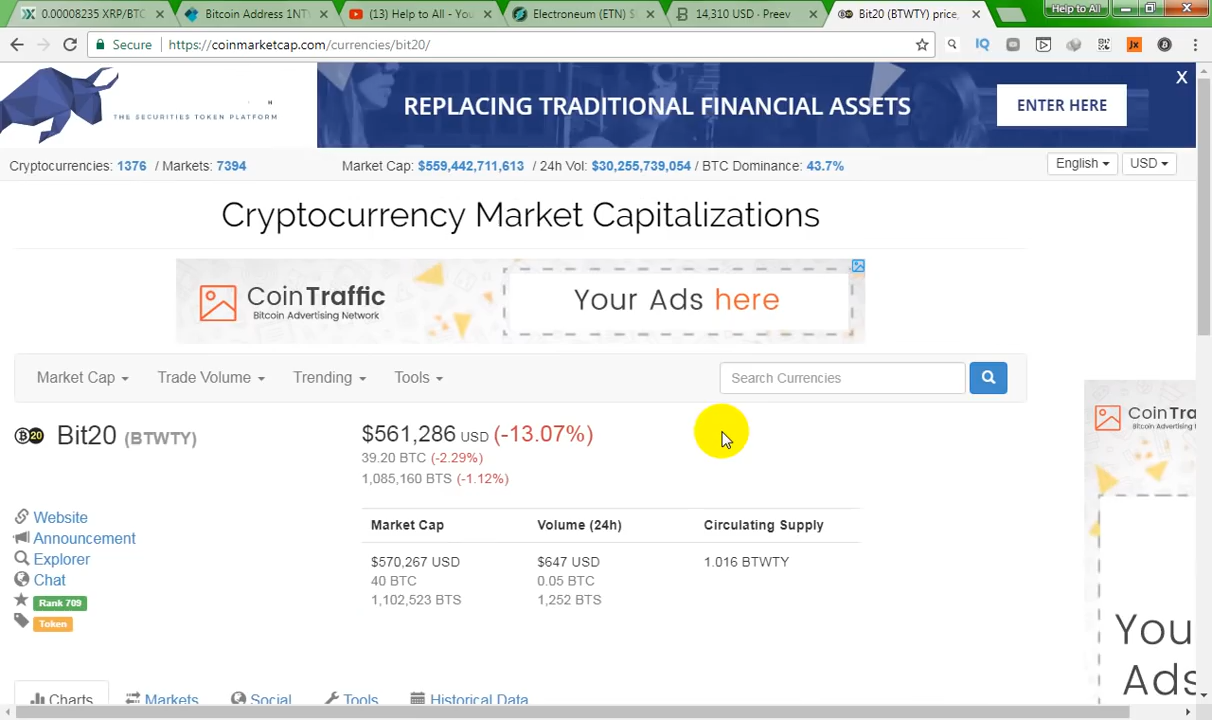 0.00008235 XRP/BTC
Bitcoin Address 1NT
(13) Help to All - You
Electroneum (ETN) $
14,310 USD - Preev
Bit20 (BTWTY) price,
Help to All
Secure
https://coinmarketcap.com/currencies/bit20/
THE SECURITIES TOKEN PLATFORM
REPLACING TRADITIONAL FINANCIAL ASSETS
ENTER HERE
X
Cryptocurrencies: 1376 / Markets: 7394
Market Cap: $559,442,711,613 / 24h Vol: $30,255,739,054 / BTC Dominance: 43.7%
English
USD
Cryptocurrency Market Capitalizations
CoinTraffic
Bitcoin Advertising Network
Your Ads here
Market Cap
Trade Volume
Trending
Tools
Search Currencies
Bit20 (BTWTY)
$561,286 USD (-13.07%)
39.20 BTC (-2.29%)
1,085,160 BTS (-1.12%)
Website
Announcement
Explorer
Chat
Rank 709
Token
Market Cap
Volume (24h)
Circulating Supply
$570,267 USD
$647 USD
1.016 BTWTY
40 BTC
0.05 BTC
1,102,523 BTS
1,252 BTS
CoinTra
Bitcoin Advertising N
You
Ads
Charts
Markets
Social
Tools
Historical Data